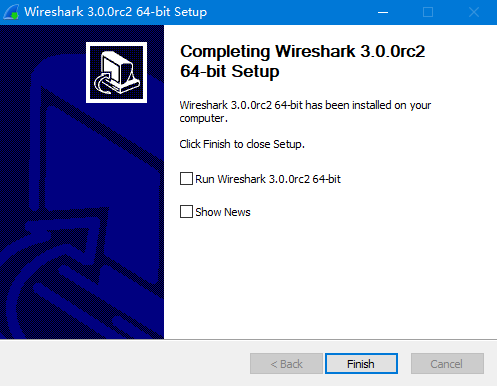 Wireshark 3.0.0rc2 64-bit Setup
Completing Wireshark 3.0.0rc2
64-bit Setup
Wireshark 3.0.0rc2 64-bit has been installed on your
computer.
Click Finish to close Setup.
Run Wireshark 3.0.0rc2 64-bit
Show News
< Back
Finish
Cancel